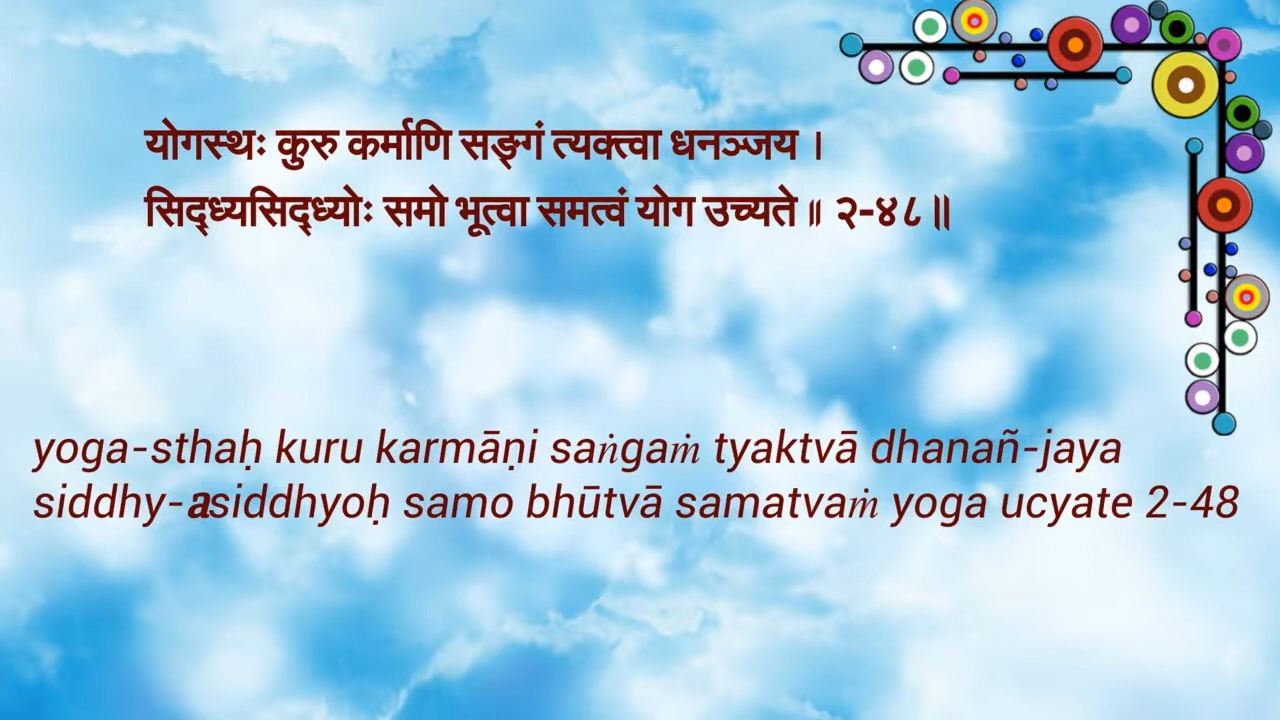 योगस्थः कुरु कर्माणि सङ्गं त्यक्त्वा धनञ्जय ।
सिद्ध्यसिद्ध्योः समो भूत्वा समत्वं योग उच्यते ॥ २-४८॥
yoga-sthaḥ kuru karmāṇi saṅgaṁ tyaktvā dhanañ-jaya
siddhy-asiddhyoḥ samo bhūtvā samatvaṁ yoga ucyate 2-48